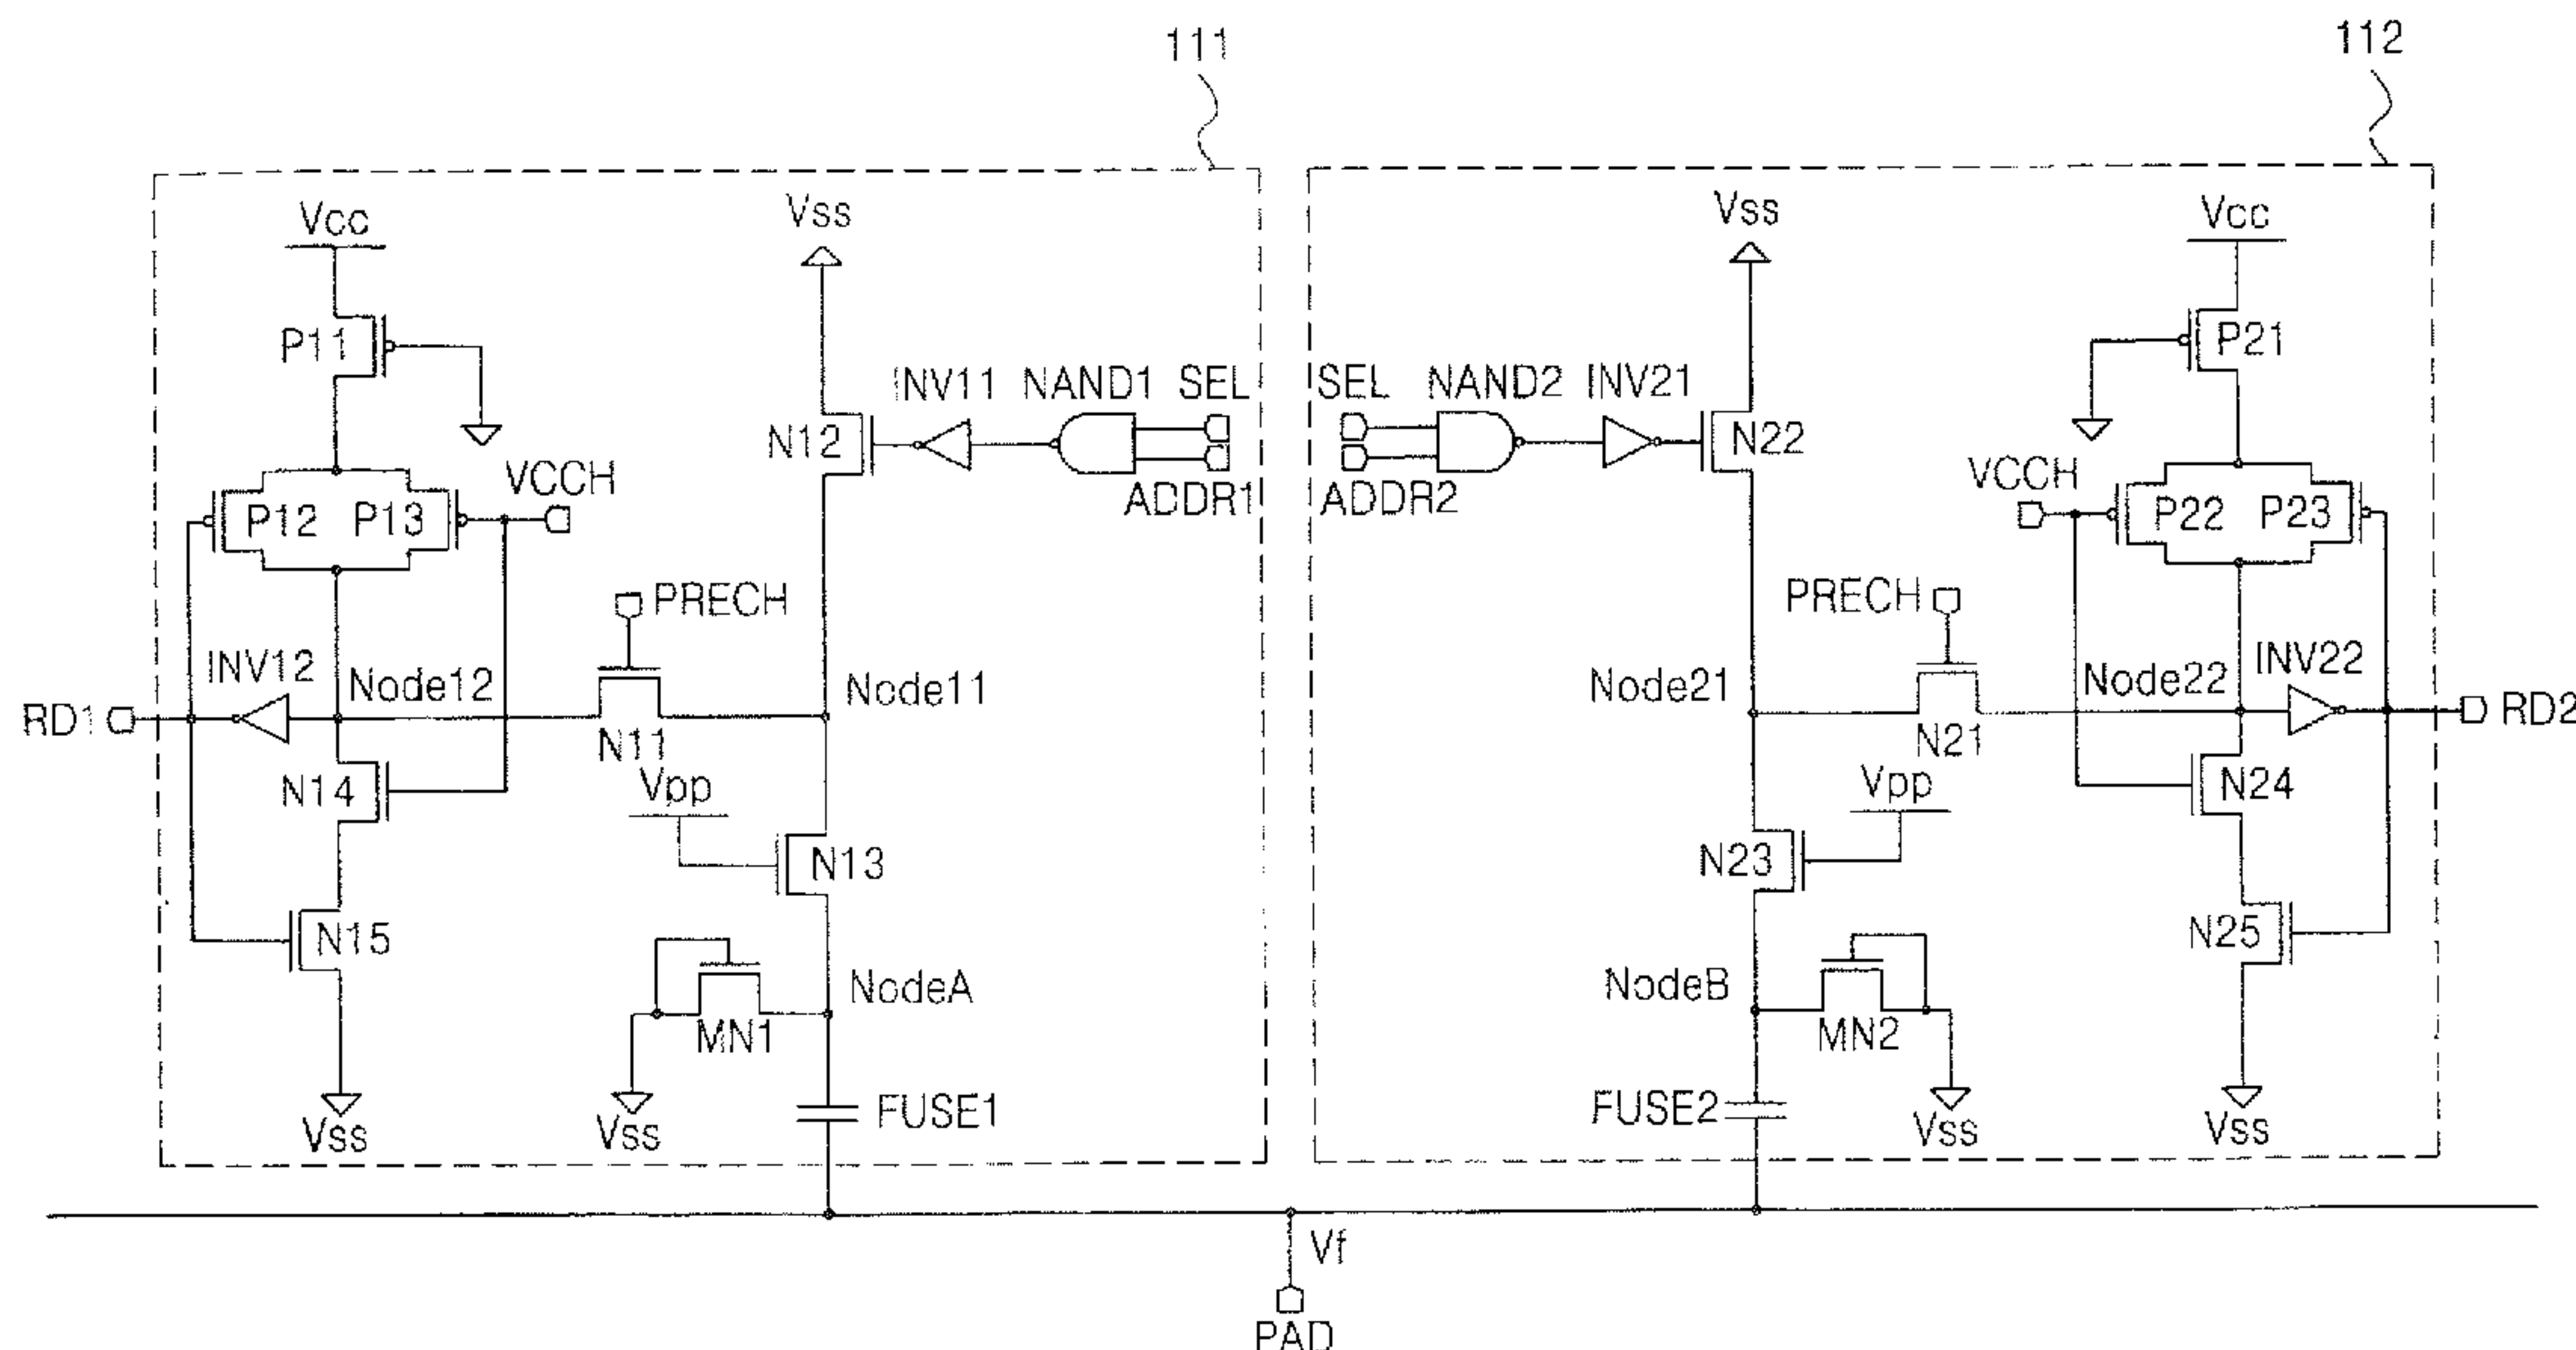 111
112
Vcc
Vss
Vss
Vcc
P11
P21
INV11 NAND1 SEL
SEL NAND2 INV21
N12
N22
ADDR1
ADDR2
VCCH
VCCH
P12 P13
P22 P23
PRECH
PRECH
INV12
Node12
Node11
Node21
Node22
INV22
RD1
RD2
N11
N21
N14
Vpp
Vpp
N24
N13
N23
N15
N25
NodeA
NodeB
MN1
MN2
FUSE1
FUSE2
Vss
Vss
Vss
Vss
Vf
PAD